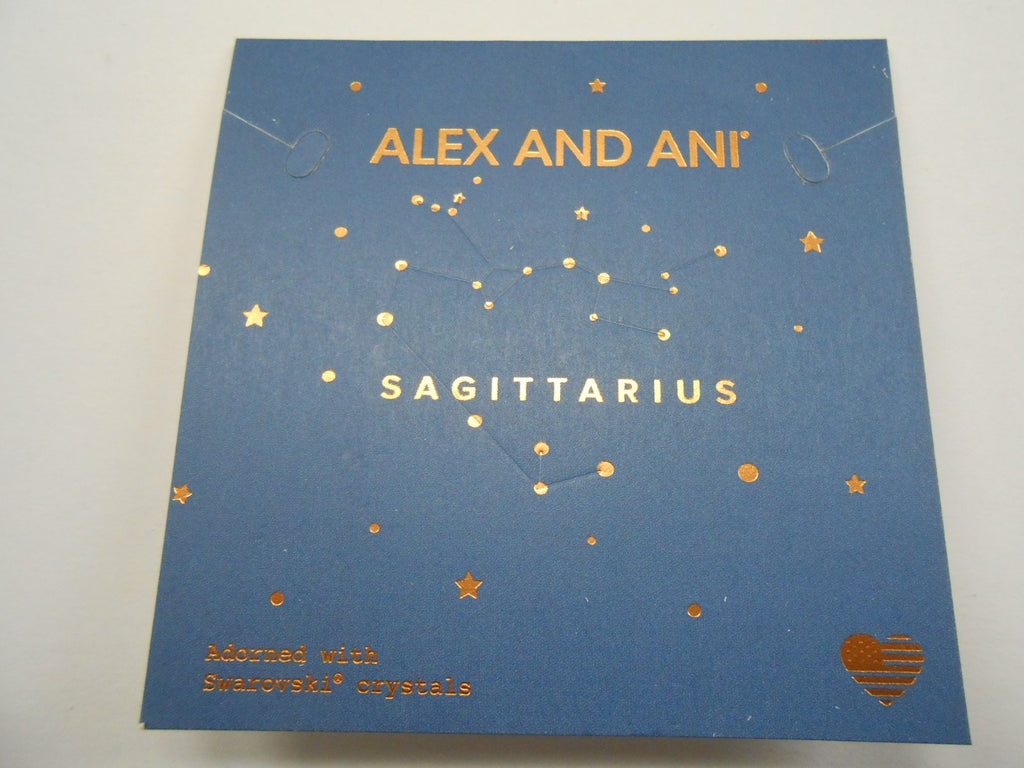 ALEX AND ANI®
SAGITTARIUS
Adorned with
Swarovski® crystals